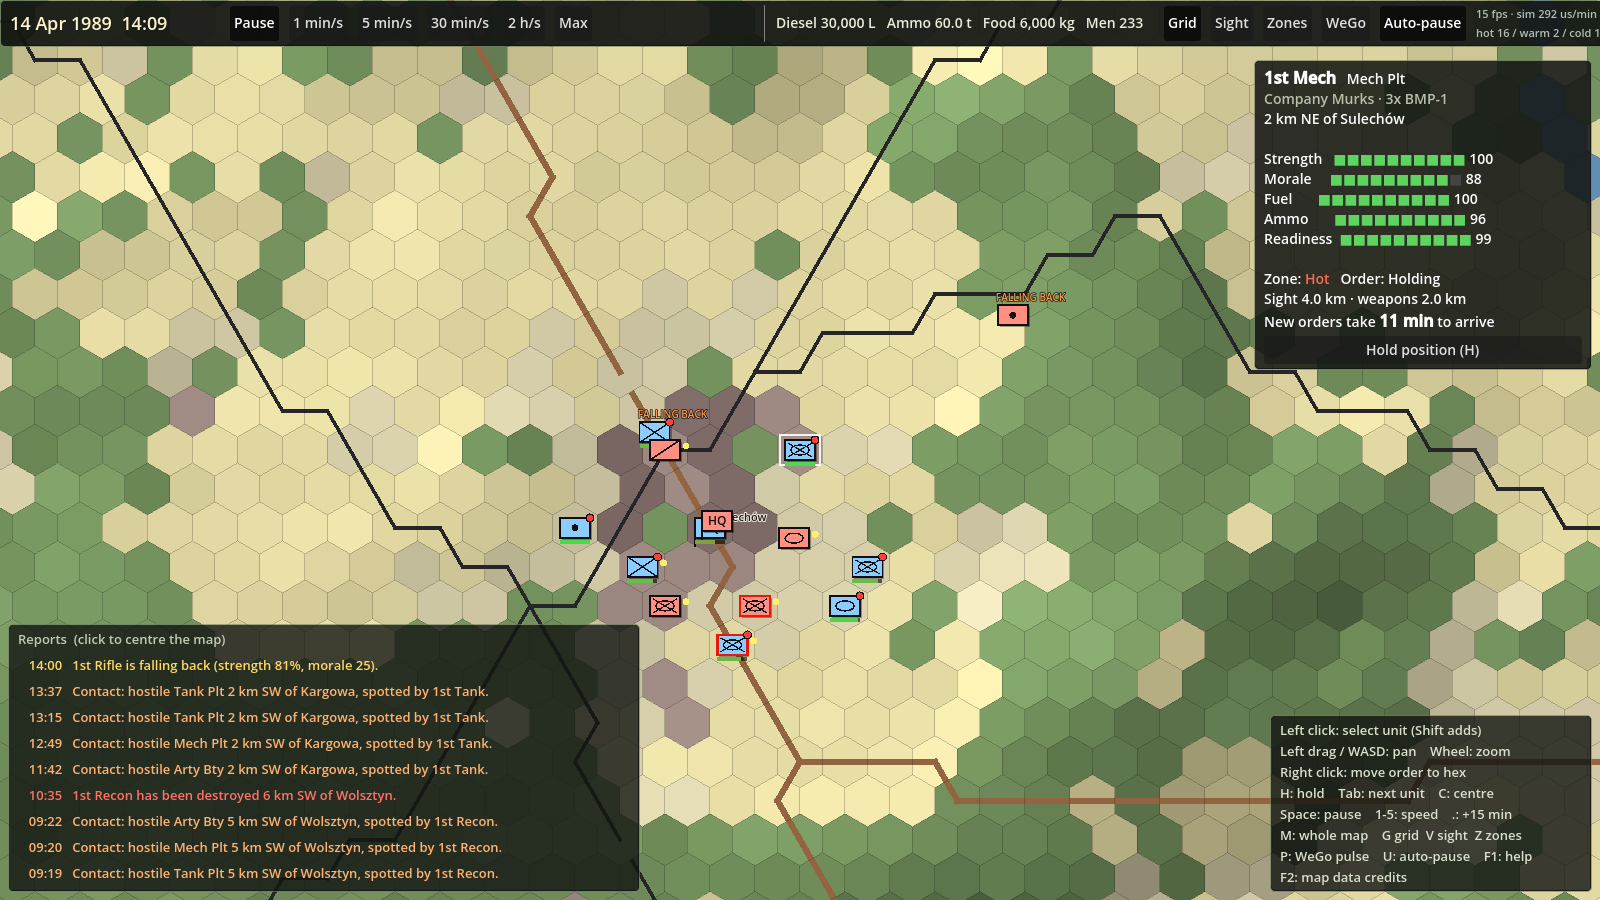 14 Apr 1989 14:09 Pause 1 min/s 5 min/s 30 min/s 2 h/s Max Diesel 30,000 L Ammo 60.0 t Food 6,000 kg Men 233 Grid Sight Zones WeGo Auto-pause
15 fps · sim 292 us/min
hot 16 / warm 2 / cold 1
1st Mech Mech Plt
Company Murks · 3x BMP-1
2 km NE of Sulechów
Strength 100
Morale 88
Fuel 100
Ammo 96
Readiness 99
Zone: Hot Order: Holding
Sight 4.0 km · weapons 2.0 km
New orders take 11 min to arrive
Hold position (H)
FALLING BACK
FALLING BACK
HQ
echów
Reports (click to centre the map)
14:00 1st Rifle is falling back (strength 81%, morale 25).
13:37 Contact: hostile Tank Plt 2 km SW of Kargowa, spotted by 1st Tank.
13:15 Contact: hostile Tank Plt 2 km SW of Kargowa, spotted by 1st Tank.
12:49 Contact: hostile Mech Plt 2 km SW of Kargowa, spotted by 1st Tank.
11:42 Contact: hostile Arty Bty 2 km SW of Kargowa, spotted by 1st Tank.
10:35 1st Recon has been destroyed 6 km SW of Wolsztyn.
09:22 Contact: hostile Arty Bty 5 km SW of Wolsztyn, spotted by 1st Recon.
09:20 Contact: hostile Mech Plt 5 km SW of Wolsztyn, spotted by 1st Recon.
09:19 Contact: hostile Tank Plt 5 km SW of Wolsztyn, spotted by 1st Recon.
Left click: select unit (Shift adds)
Left drag / WASD: pan Wheel: zoom
Right click: move order to hex
H: hold Tab: next unit C: centre
Space: pause 1-5: speed .: +15 min
M: whole map G grid V sight Z zones
P: WeGo pulse U: auto-pause F1: help
F2: map data credits